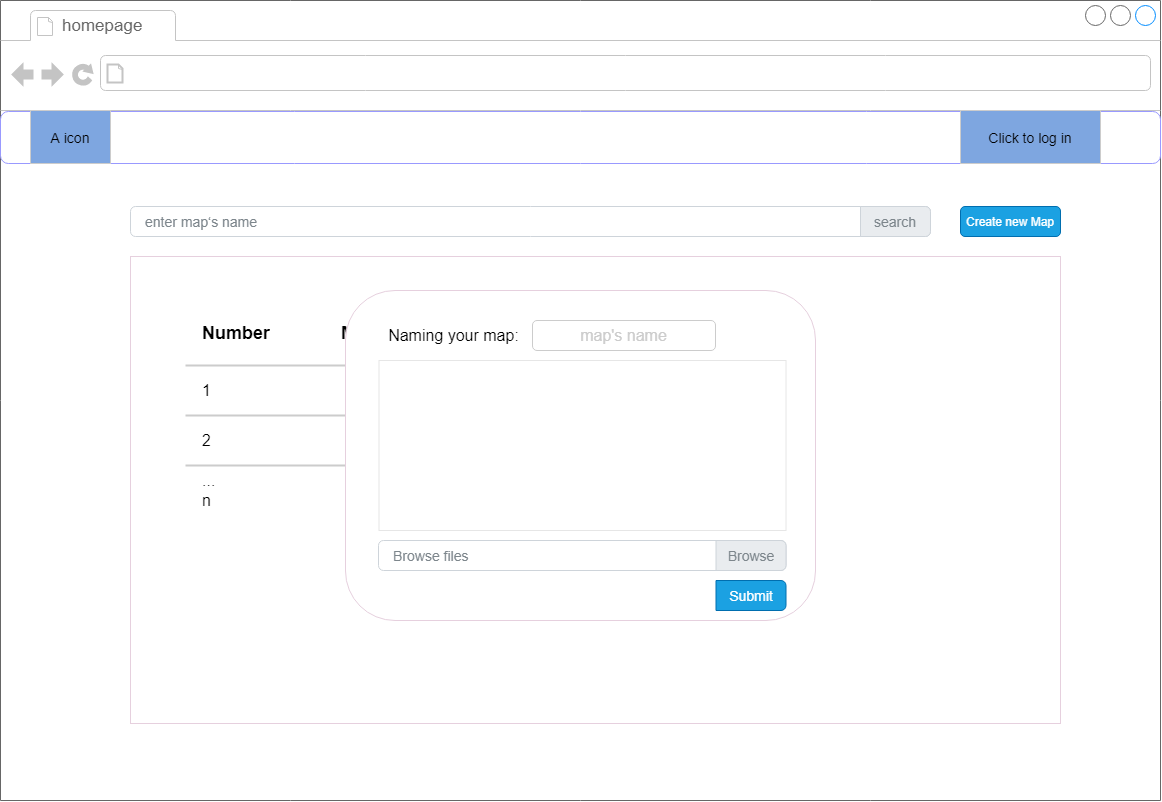 homepage
A icon
Click to log in
enter map's name
search
Create new Map
Number
Naming your map:
map's name
1
2
...
n
Browse files
Browse
Submit